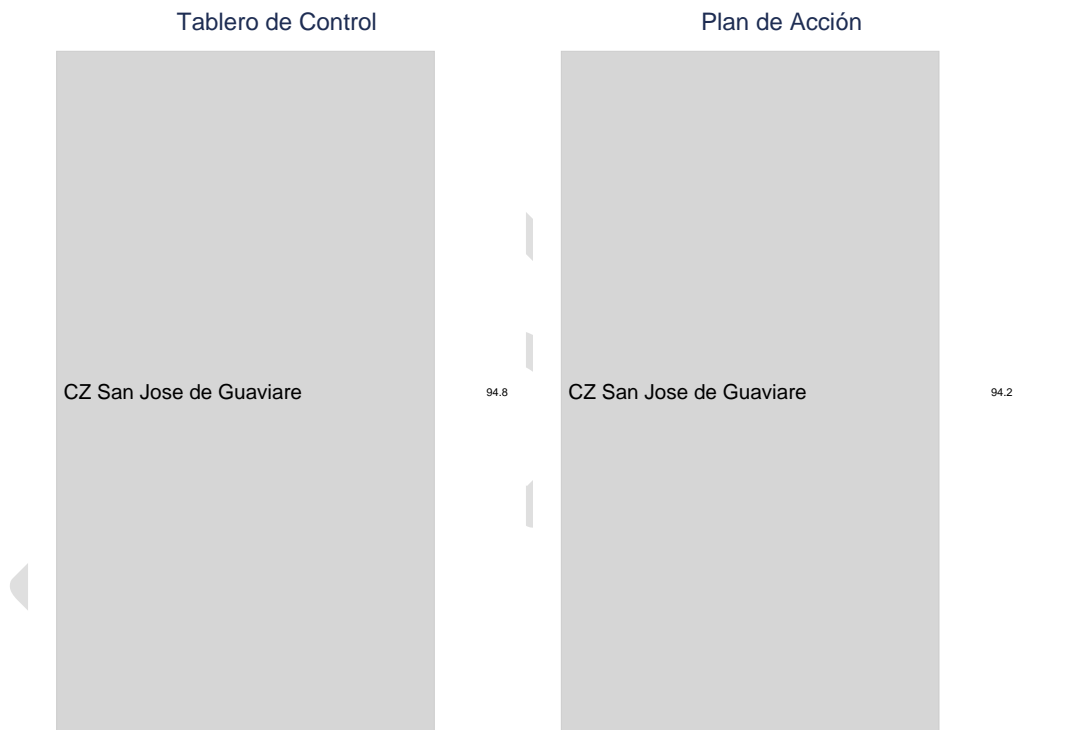 Tablero de Control
CZ San Jose de Guaviare 94.8
Plan de Acción
CZ San Jose de Guaviare 94.2